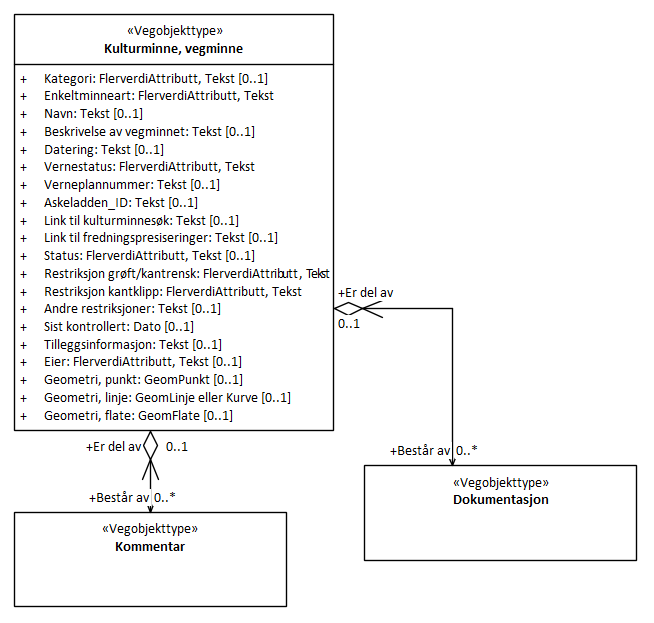 «Vegobjekttype»
Kulturminne, vegminne
+ Kategori: FlerverdiAttributt, Tekst [0..1]
+ Enkeltminneart: FlerverdiAttributt, Tekst
+ Navn: Tekst [0..1]
+ Beskrivelse av vegminnet: Tekst [0..1]
+ Datering: Tekst [0..1]
+ Vernestatus: FlerverdiAttributt, Tekst
+ Verneplannummer: Tekst [0..1]
+ Askeladden_ID: Tekst [0..1]
+ Link til kulturminnesøk: Tekst [0..1]
+ Link til fredningspresiseringer: Tekst [0..1]
+ Status: FlerverdiAttributt, Tekst [0..1]
+ Restriksjon grøft/kantrensk: FlerverdiAttributt, Tekst
+ Restriksjon kantklipp: FlerverdiAttributt, Tekst
+ Andre restriksjoner: Tekst [0..1]
+ Sist kontrollert: Dato [0..1]
+ Tilleggsinformasjon: Tekst [0..1]
+ Eier: FlerverdiAttributt, Tekst [0..1]
+ Geometri, punkt: GeomPunkt [0..1]
+ Geometri, linje: GeomLinje eller Kurve [0..1]
+ Geometri, flate: GeomFlate [0..1]
+Er del av
0..1
+Består av 0..*
«Vegobjekttype»
Dokumentasjon
+Er del av 0..1
+Består av 0..*
«Vegobjekttype»
Kommentar